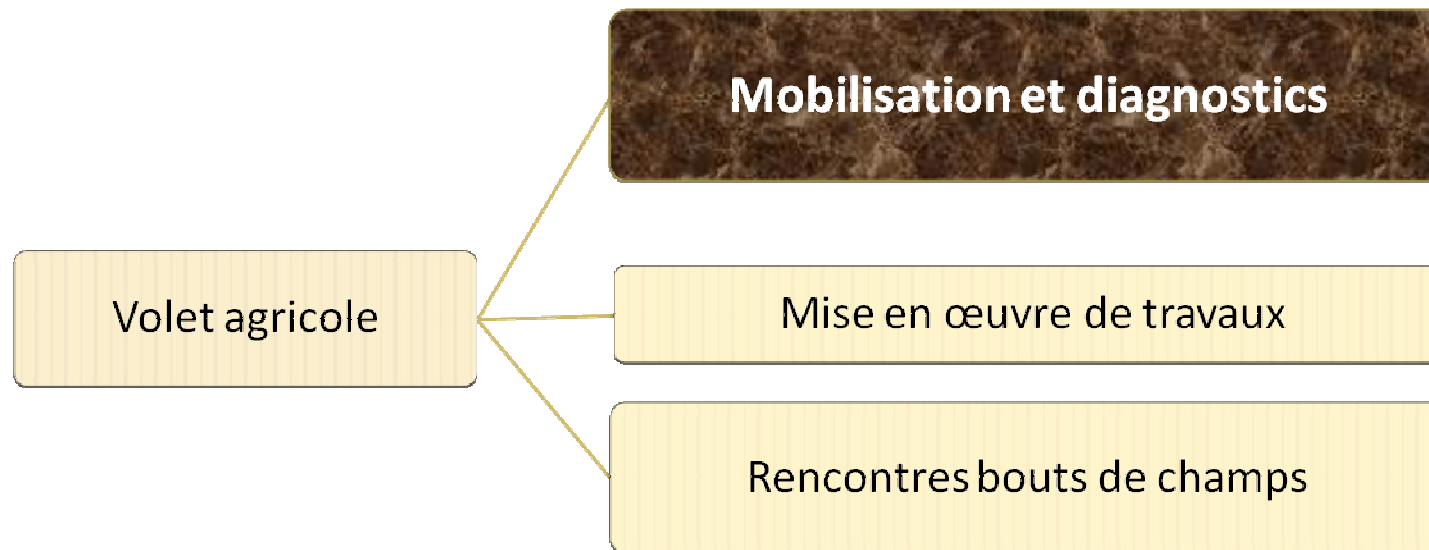 Mobilisation et diagnostics
Volet agricole
Mise en œuvre de travaux
Rencontres bouts de champs